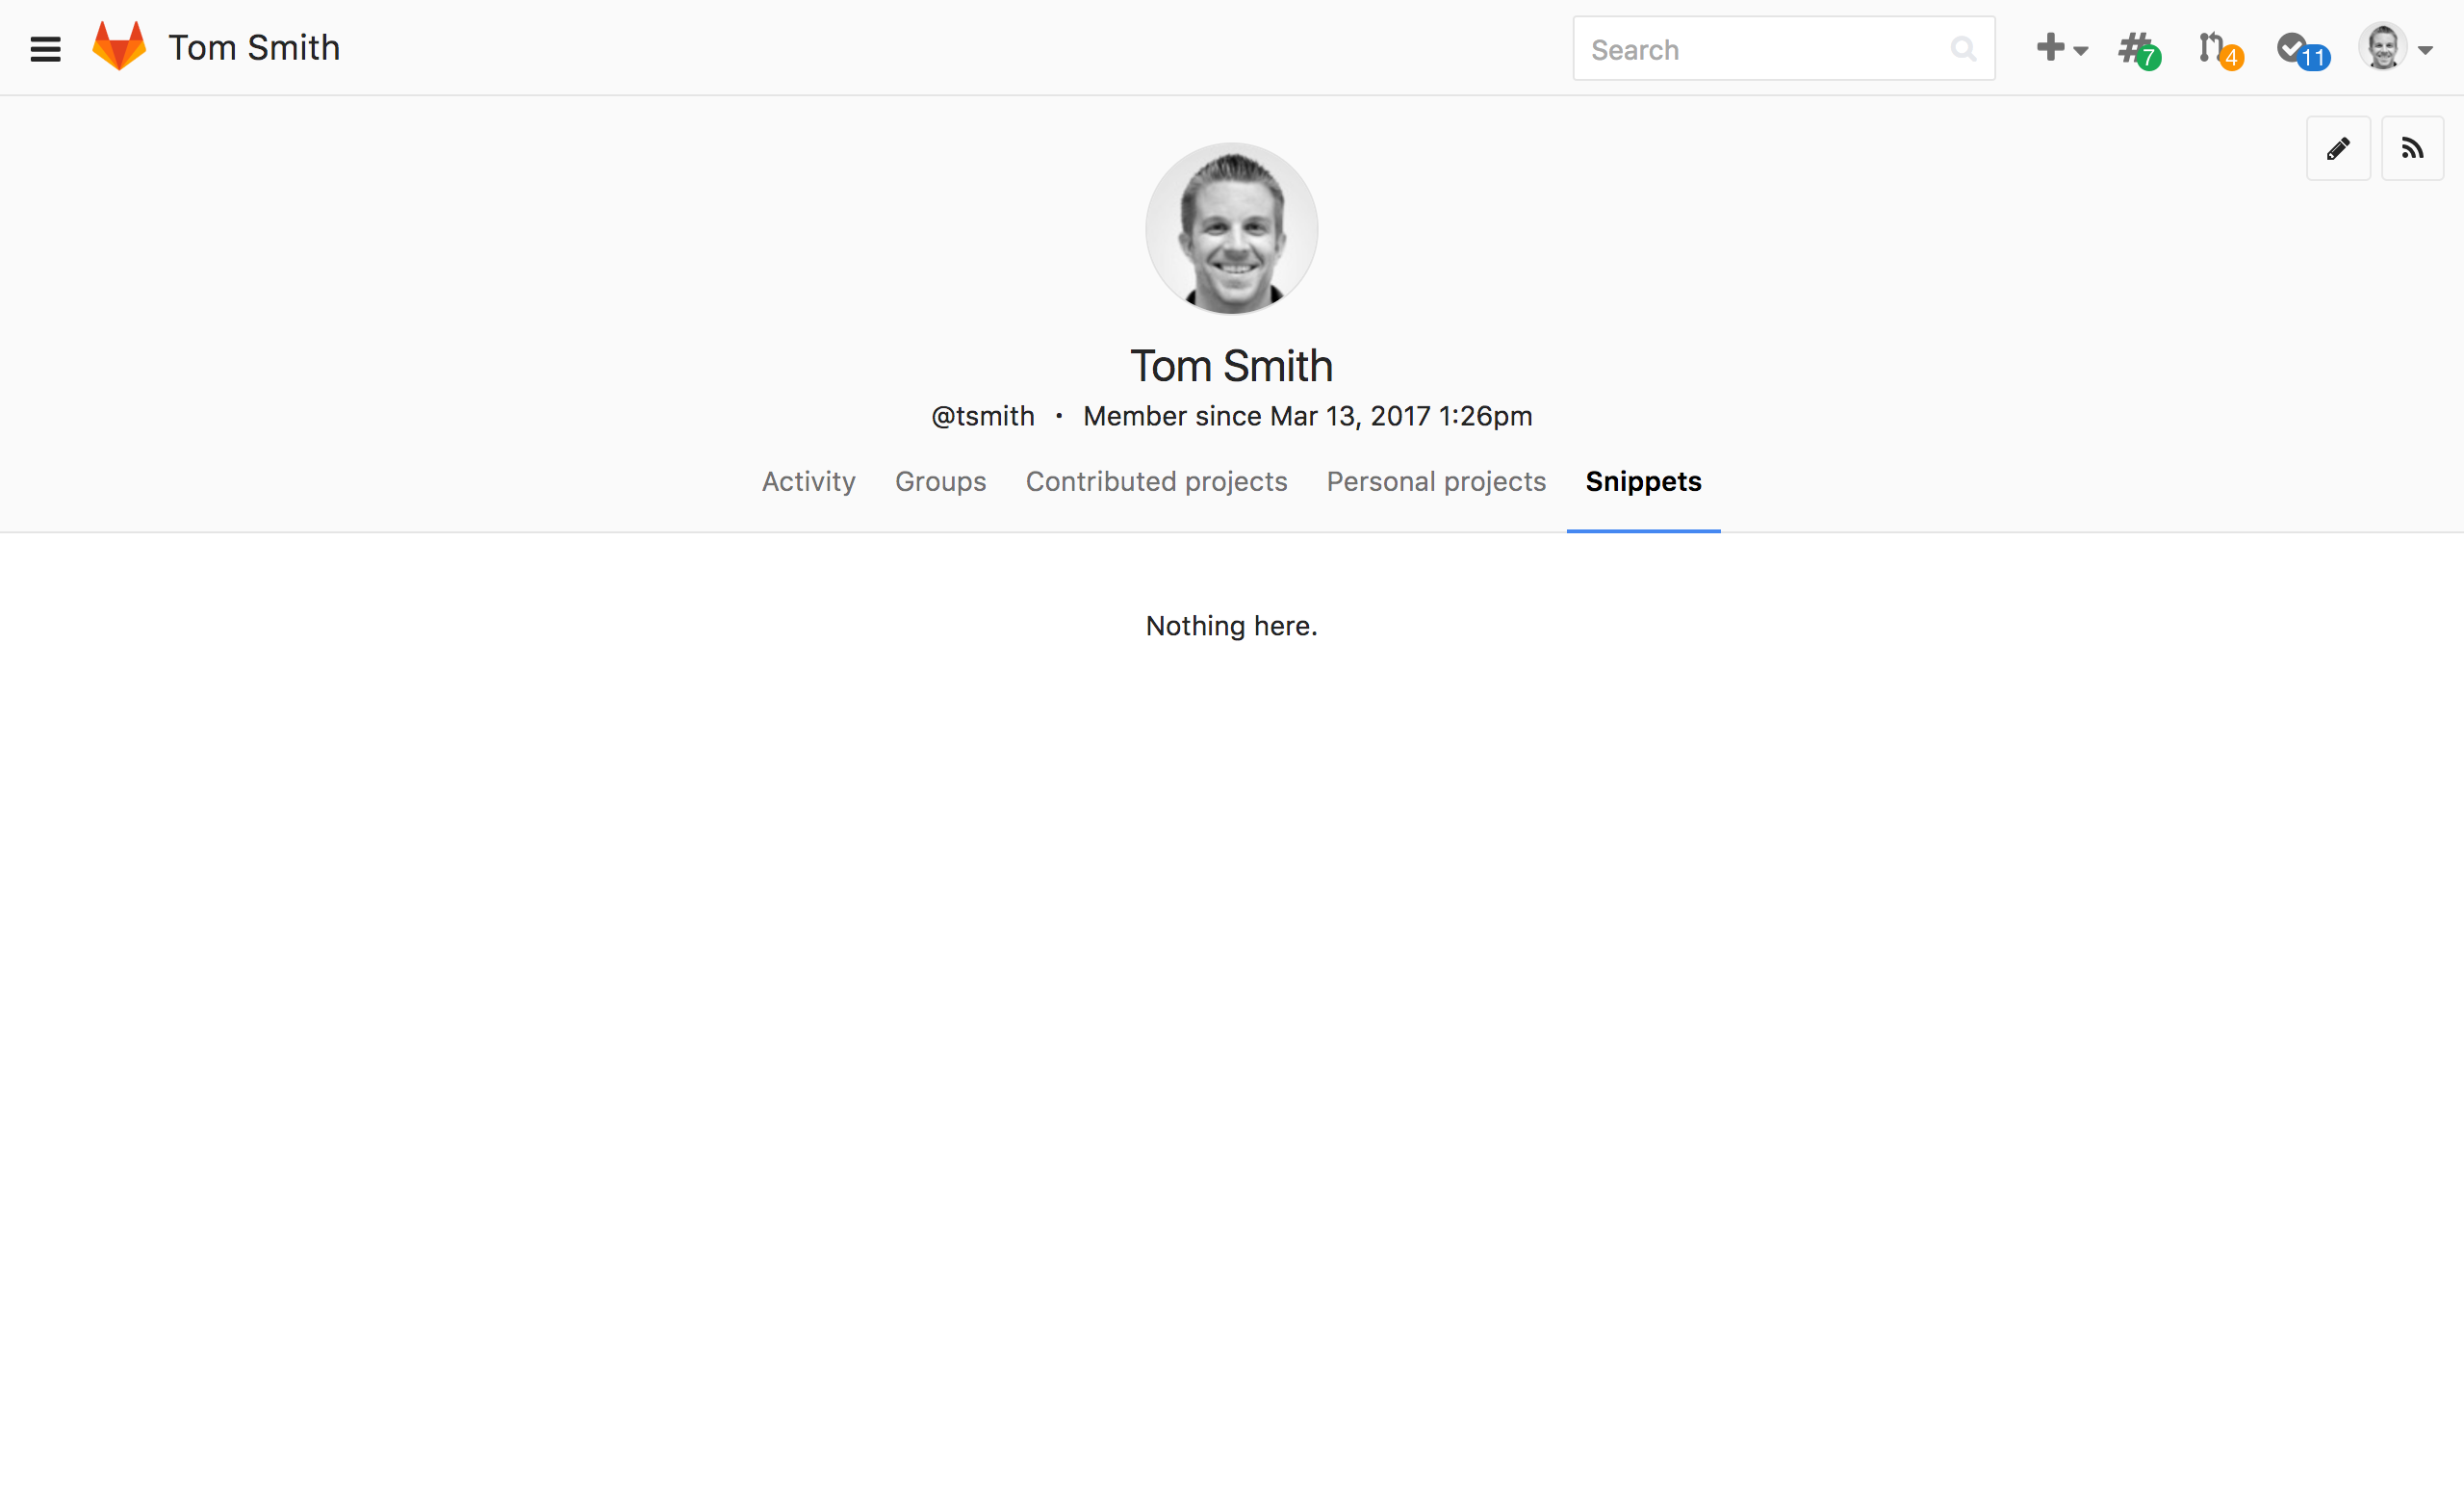 Tom Smith
Search
7
4
11
Tom Smith
@tsmith • Member since Mar 13, 2017 1:26pm
Activity Groups Contributed projects Personal projects Snippets
Nothing here.